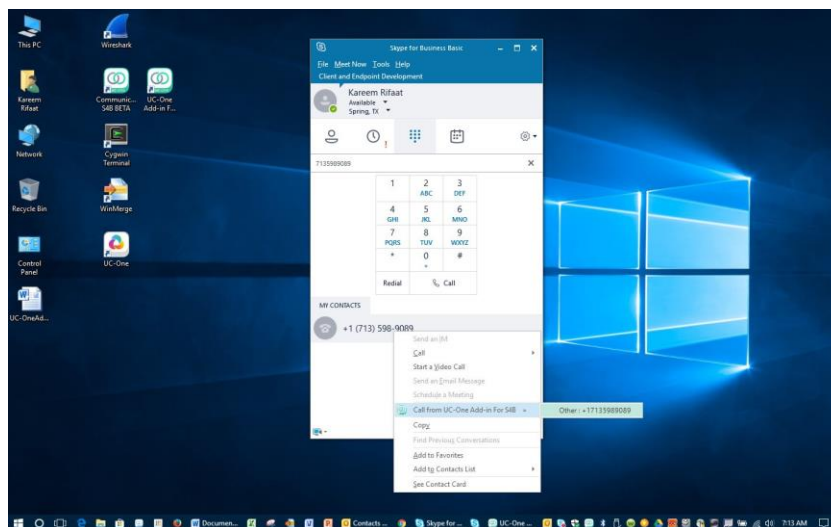 This PC
Wireshark
Kareem
Rifaat
Communic...
S4B BETA
UC-One
Add-in F...
Network
Cygwin
Terminal
Recycle Bin
WinMerge
Control
Panel
UC-One
UC-OneAd...
Skype for Business Basic
File Meet Now Tools Help
Client and Endpoint Development
Kareem Rifaat
Available
Spring, TX
7135989089
1 2 3
ABC DEF
4 5 6
GHI JKL MNO
7 8 9
PQRS TUV WXYZ
* 0 #
+
Redial Call
MY CONTACTS
+1 (713) 598-9089
Send an IM
Call
Start a Video Call
Send an Email Message
Schedule a Meeting
Call from UC-One Add-in For S4B
Other : +17135989089
Copy
Find Previous Conversations
Add to Favorites
Add to Contacts List
See Contact Card
Documen... Contacts ... Skype for ... UC-One ... 7:13 AM